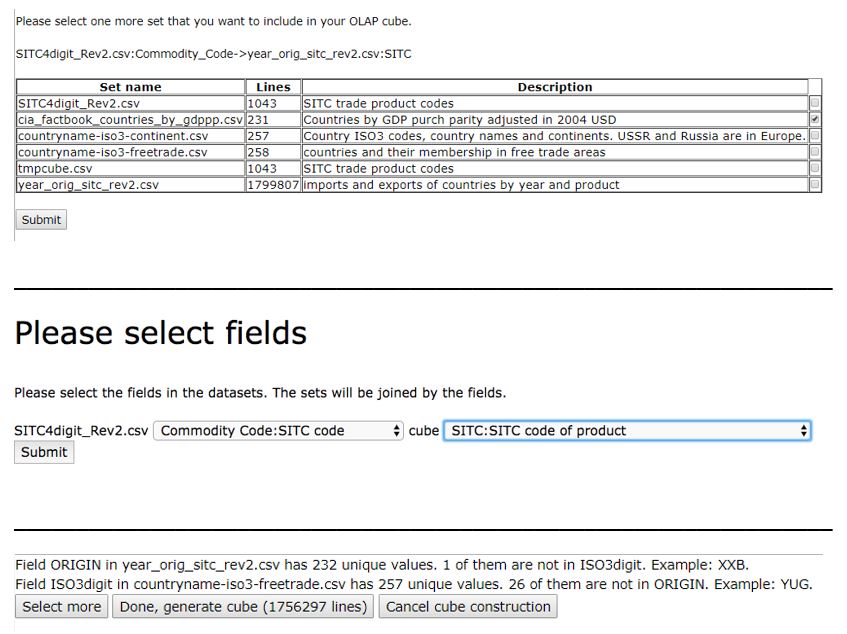 Please select one more set that you want to include in your OLAP cube.
SITC4digit_Rev2.csv:Commodity_Code->year_orig_sitc_rev2.csv:SITC
Set name Lines Description
SITC4digit_Rev2.csv 1043 SITC trade product codes
cia_factbook_countries_by_gdppp.csv 231 Countries by GDP purch parity adjusted in 2004 USD
countryname-iso3-continent.csv 257 Country ISO3 codes, country names and continents. USSR and Russia are in Europe.
countryname-iso3-freetrade.csv 258 countries and their membership in free trade areas
tmpcube.csv 1043 SITC trade product codes
year_orig_sitc_rev2.csv 1799807 imports and exports of countries by year and product
Submit
Please select fields
Please select the fields in the datasets. The sets will be joined by the fields.
SITC4digit_Rev2.csv Commodity Code:SITC code cube SITC:SITC code of product
Submit
Field ORIGIN in year_orig_sitc_rev2.csv has 232 unique values. 1 of them are not in ISO3digit. Example: XXB.
Field ISO3digit in countryname-iso3-freetrade.csv has 257 unique values. 26 of them are not in ORIGIN. Example: YUG.
Select more Done, generate cube (1756297 lines) Cancel cube construction